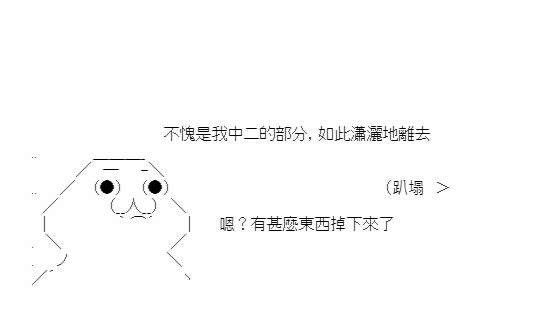 不愧是我中二的部分，如此瀟灑地離去
（趴塌　＞
嗯？有甚麼東西掉下來了